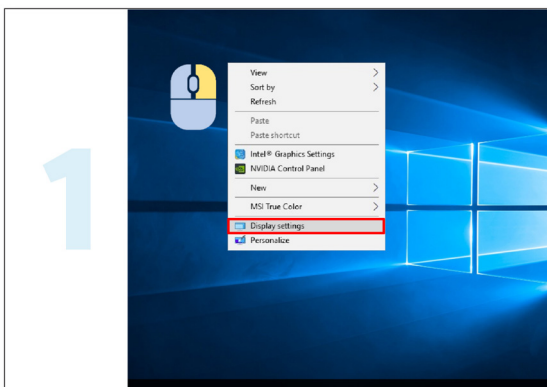 1
View
Sort by
Refresh
Paste
Paste shortcut
Intel® Graphics Settings
NVIDIA Control Panel
New
MSI True Color
Display settings
Personalize